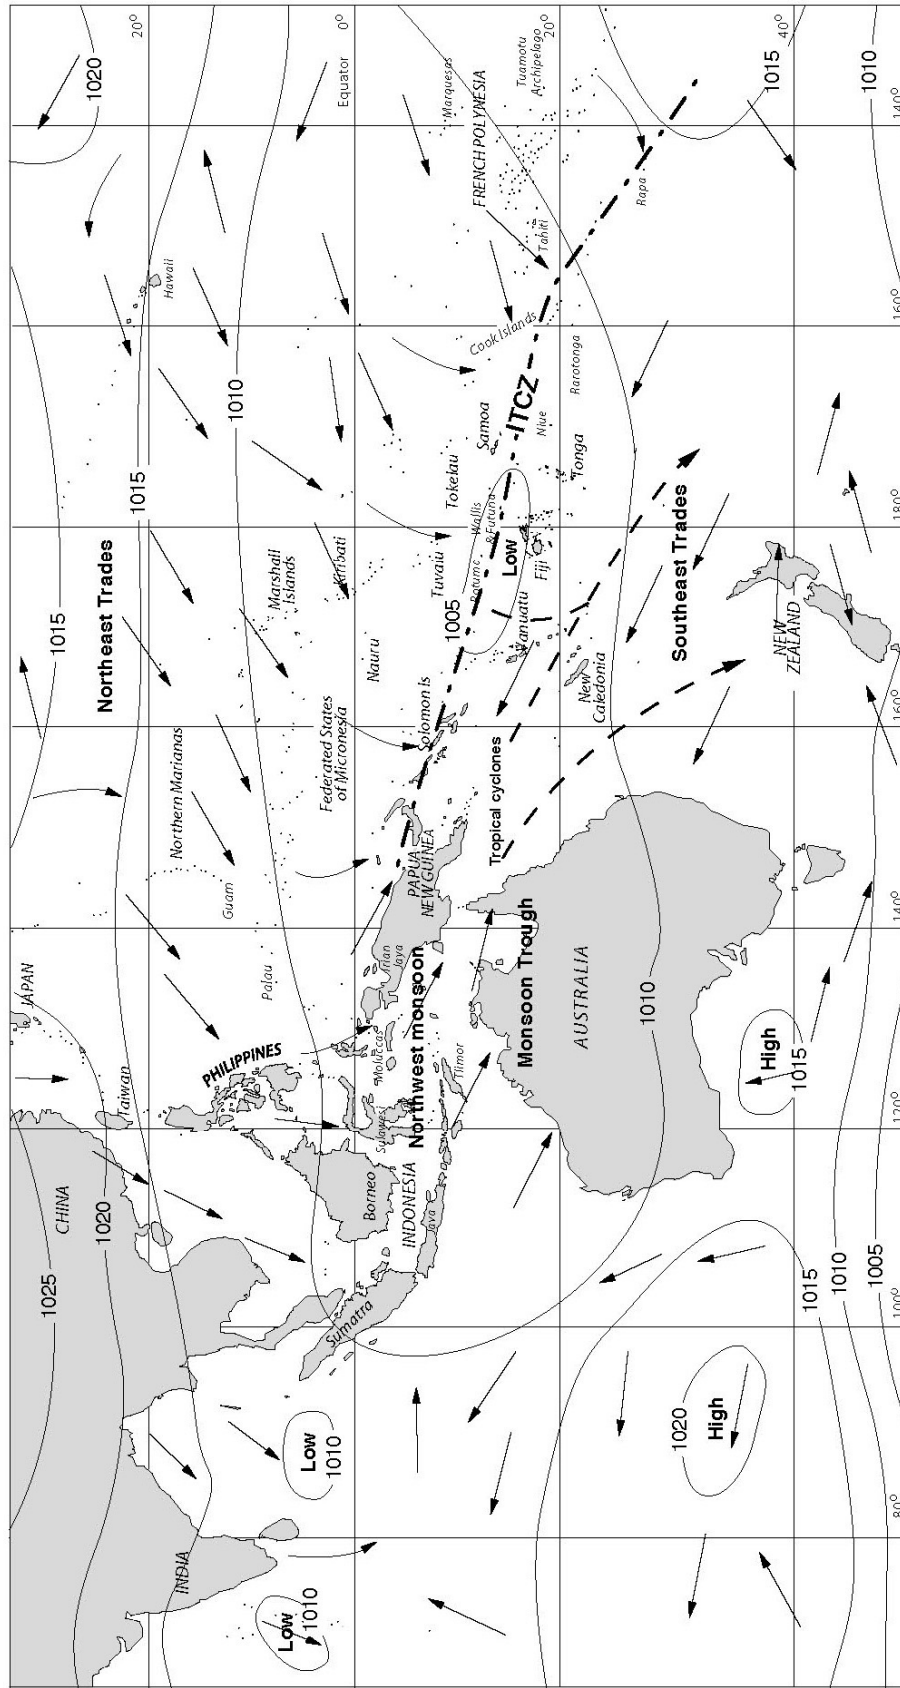 1020
20°
0°
20°
40°
1015
1010
140°
Equator
Marquesas
Tuamotu
Archipelago
FRENCH POLYNESIA
Rapa
Tahiti
Hawaii
160°
Cook Islands
Rarotonga
1010
ITCZ
Samoa
Niue
Tonga
Tokelau
1015
Wallis
& Futuna
180°
Low
Fiji
Northeast Trades
1015
Marshall
Islands
Kiribati
Tuvalu
Rotuma
1005
Vanuatu
Southeast Trades
NEW
ZEALAND
Nauru
New
Caledonia
Solomon Is
Federated States
of Micronesia
160°
Northern Marianas
Tropical cyclones
Guam
PAPUA
NEW GUINEA
140°
Irian
Jaya
Palau
JAPAN
Monsoon Trough
AUSTRALIA
1010
PHILIPPINES
Moluccas
Northwest monsoon
Timor
High
1015
Taiwan
120°
Sulawesi
CHINA
1020
Borneo
INDONESIA
Java
1025
Sumatra
1015
1010
1005
100°
Low
1010
1020
High
80°
INDIA
Low
1010